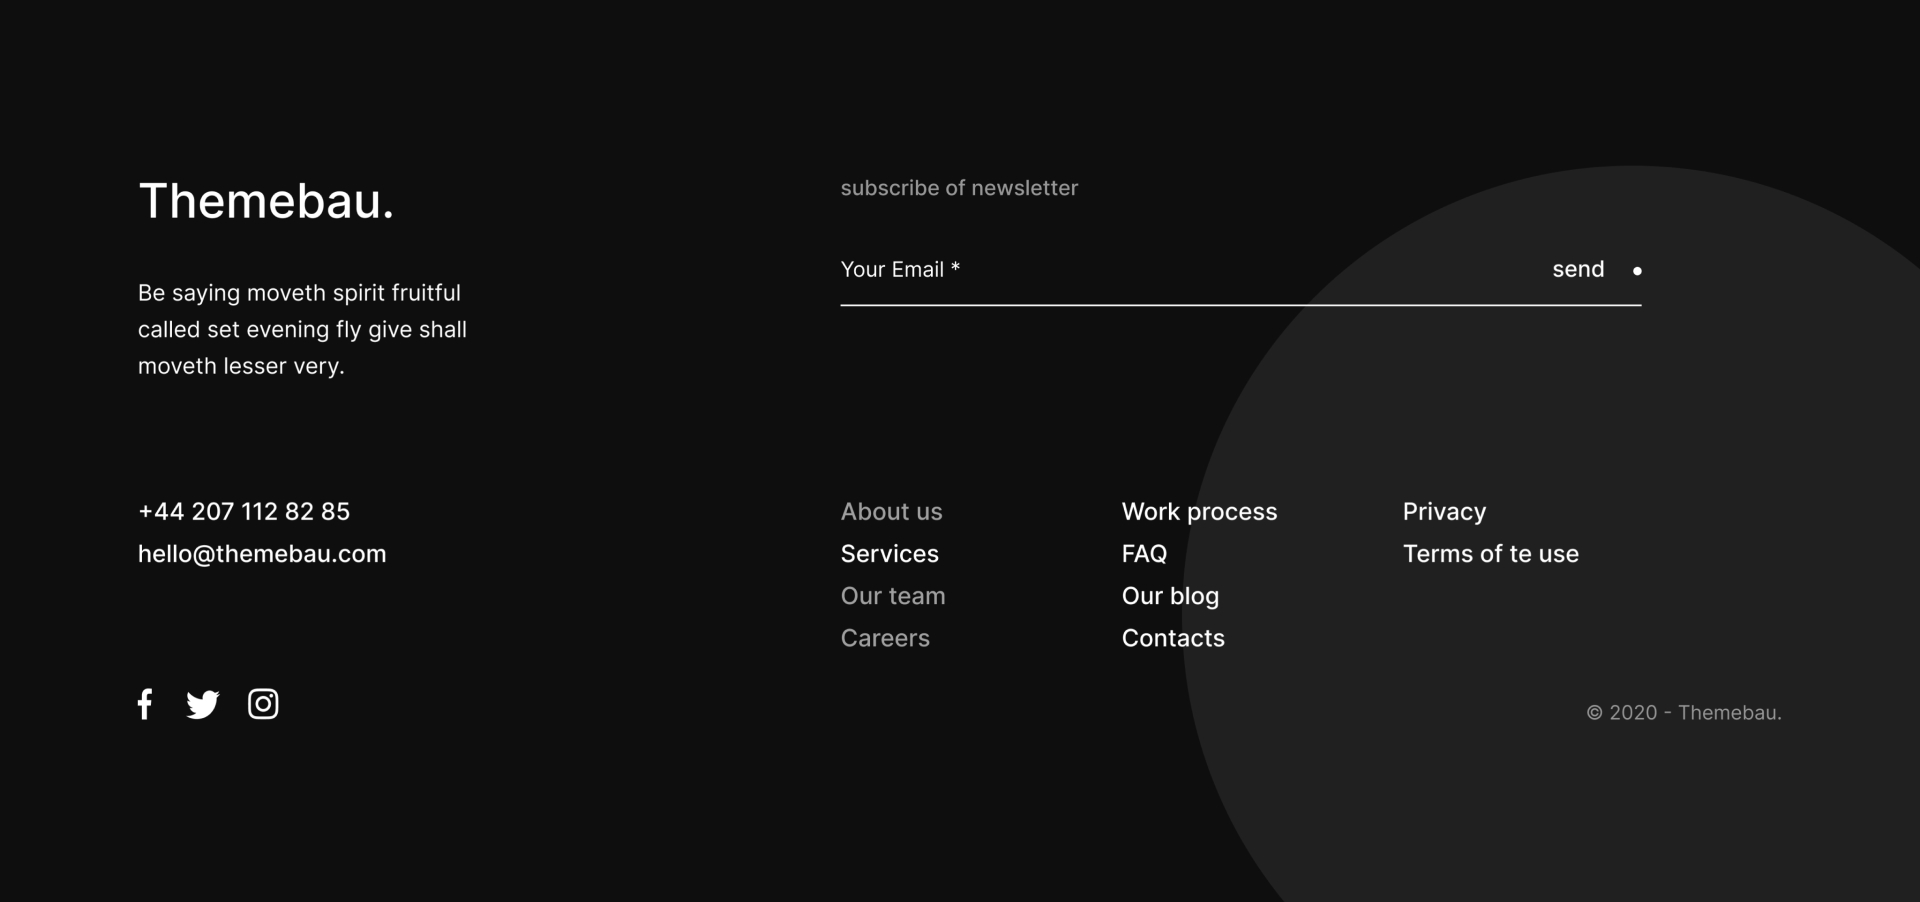 Themebau.
Be saying moveth spirit fruitful
called set evening fly give shall
moveth lesser very.
+44 207 112 82 85
hello@themebau.com
subscribe of newsletter
Your Email *
send
About us
Services
Our team
Careers
Work process
FAQ
Our blog
Contacts
Privacy
Terms of te use
© 2020 - Themebau.